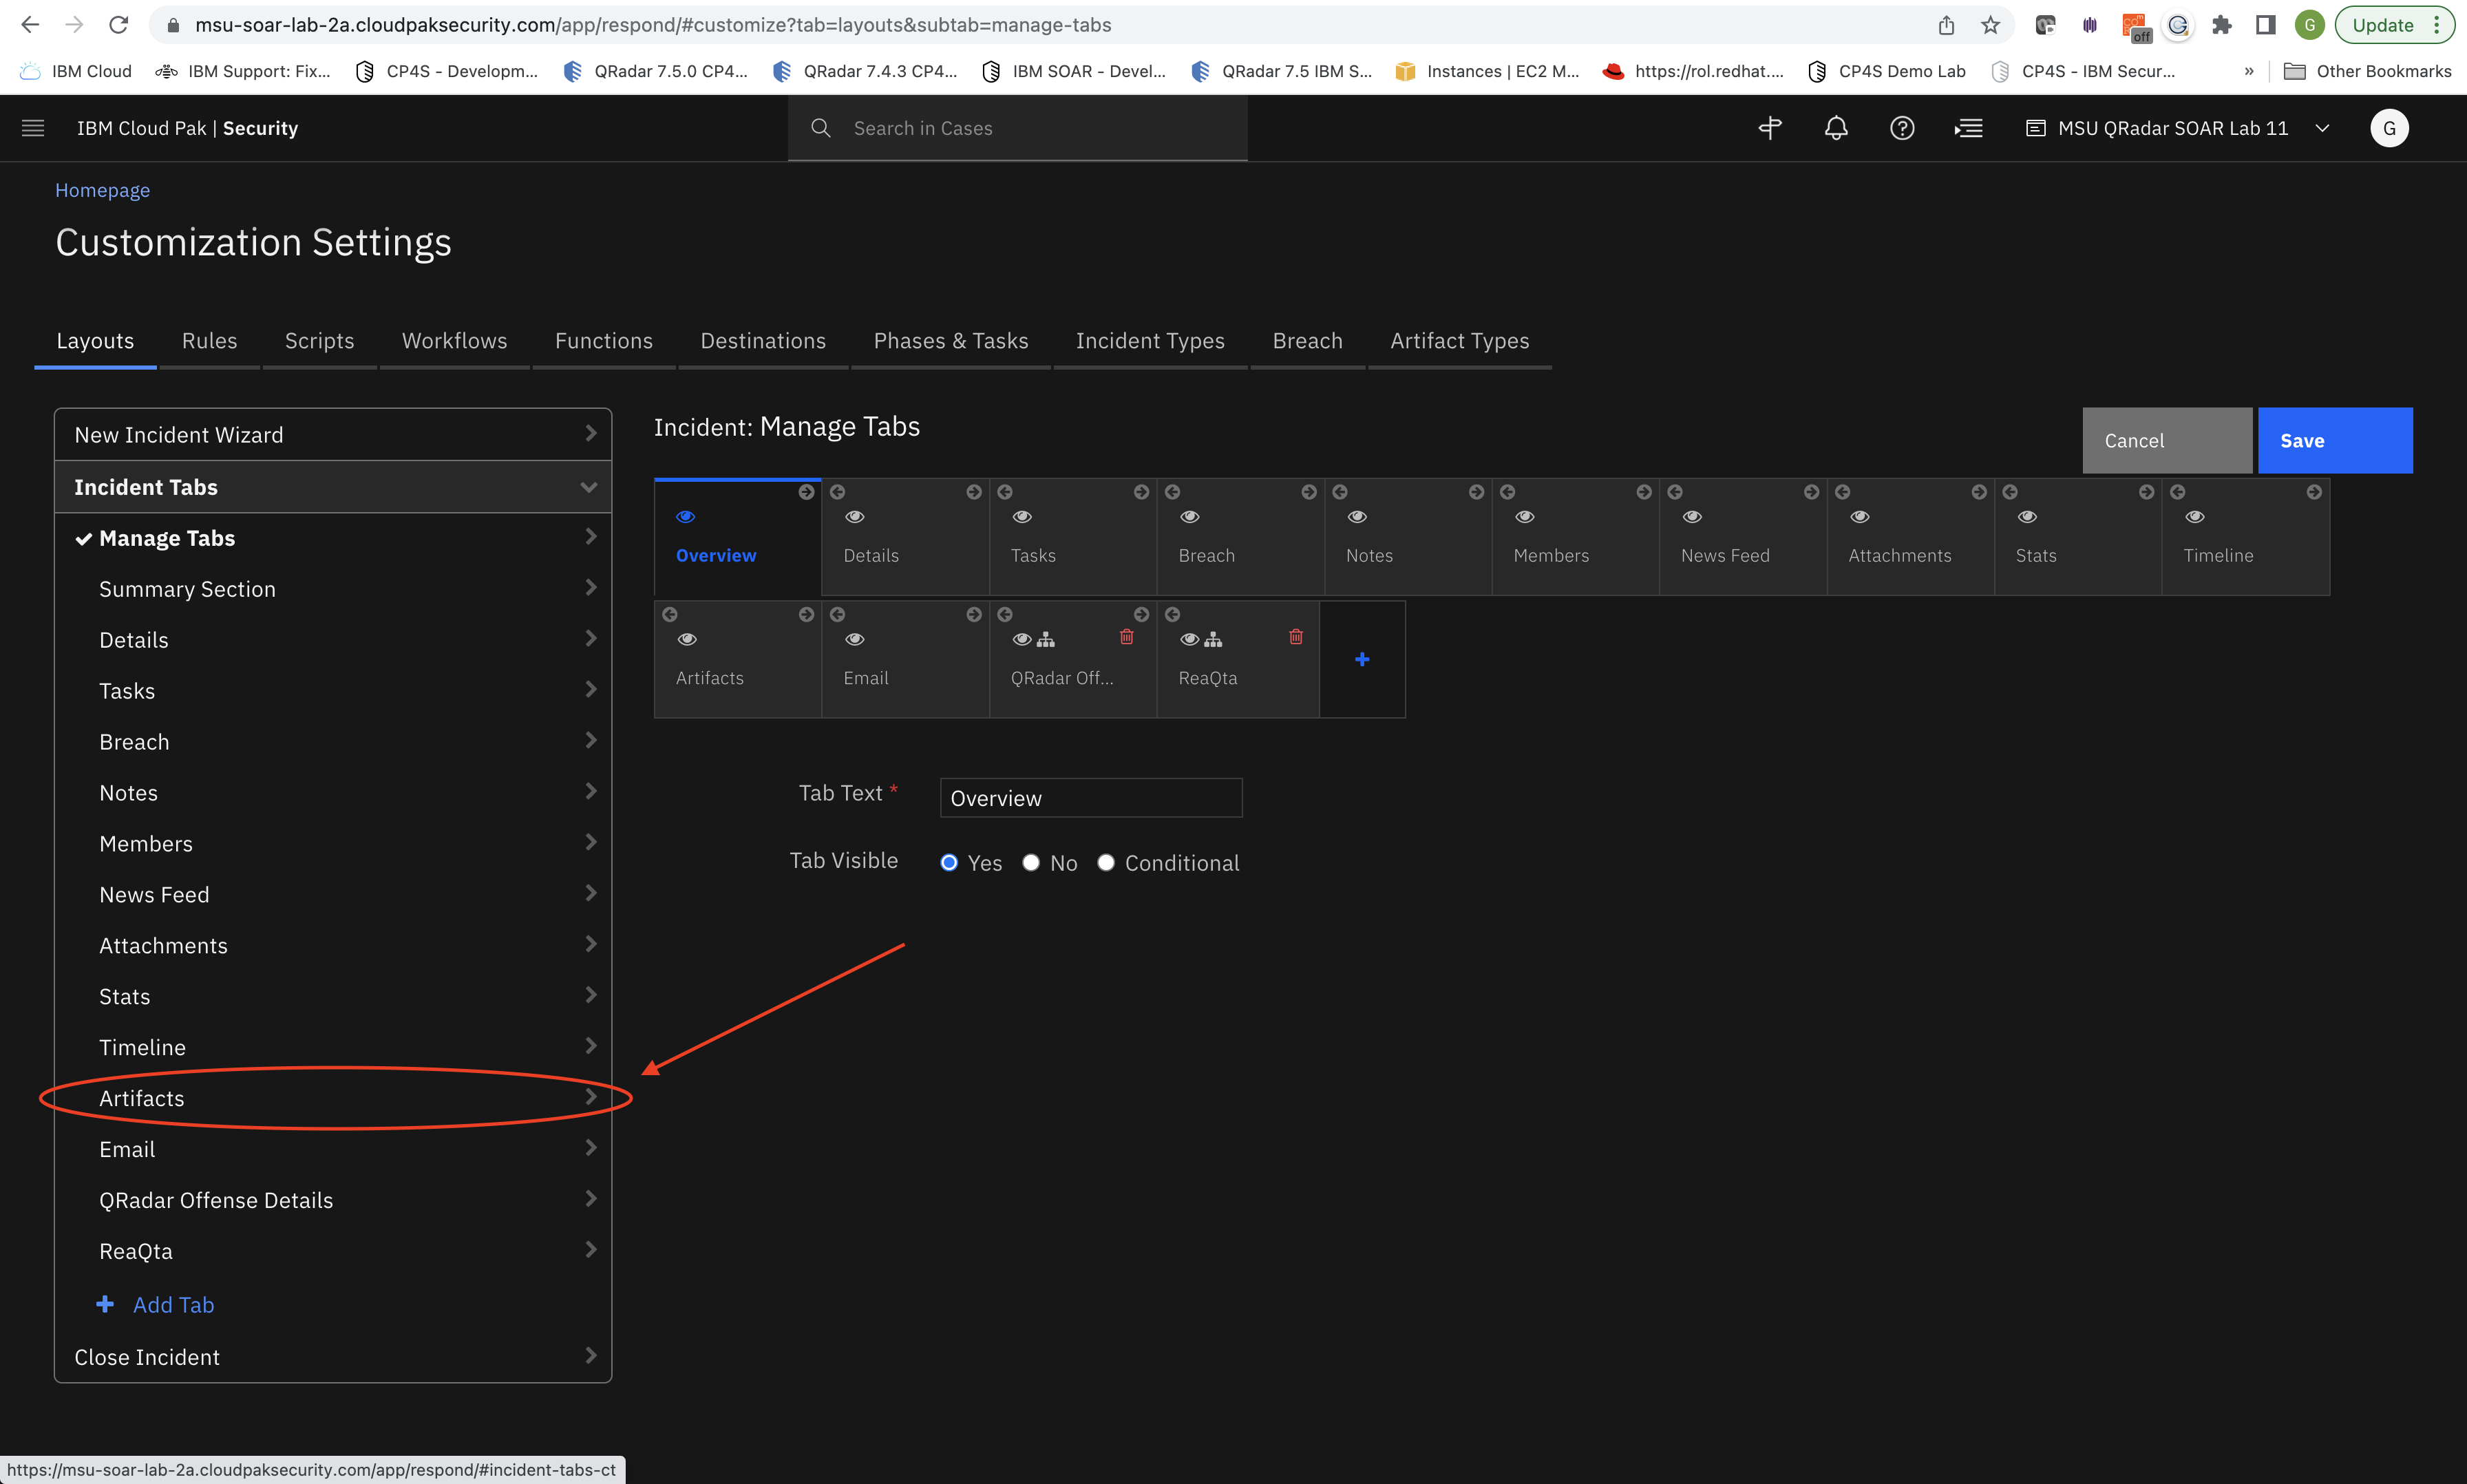 msu-soar-lab-2a.cloudpaksecurity.com/app/respond/#customize?tab=layouts&subtab=manage-tabs
off
G
Update
IBM Cloud
IBM Support: Fix...
CP4S - Developm...
QRadar 7.5.0 CP4...
QRadar 7.4.3 CP4...
IBM SOAR - Devel...
QRadar 7.5 IBM S...
Instances | EC2 M...
https://rol.redhat....
CP4S Demo Lab
CP4S - IBM Secur...
»
Other Bookmarks
IBM Cloud Pak | Security
Search in Cases
MSU QRadar SOAR Lab 11
G
Homepage
Customization Settings
Layouts
Rules
Scripts
Workflows
Functions
Destinations
Phases & Tasks
Incident Types
Breach
Artifact Types
New Incident Wizard
Incident Tabs
Manage Tabs
Summary Section
Details
Tasks
Breach
Notes
Members
News Feed
Attachments
Stats
Timeline
Artifacts
Email
QRadar Offense Details
ReaQta
Add Tab
Close Incident
Incident: Manage Tabs
Cancel
Save
Overview
Details
Tasks
Breach
Notes
Members
News Feed
Attachments
Stats
Timeline
Artifacts
Email
QRadar Off...
ReaQta
Tab Text *
Overview
Tab Visible
Yes
No
Conditional
https://msu-soar-lab-2a.cloudpaksecurity.com/app/respond/#incident-tabs-ct